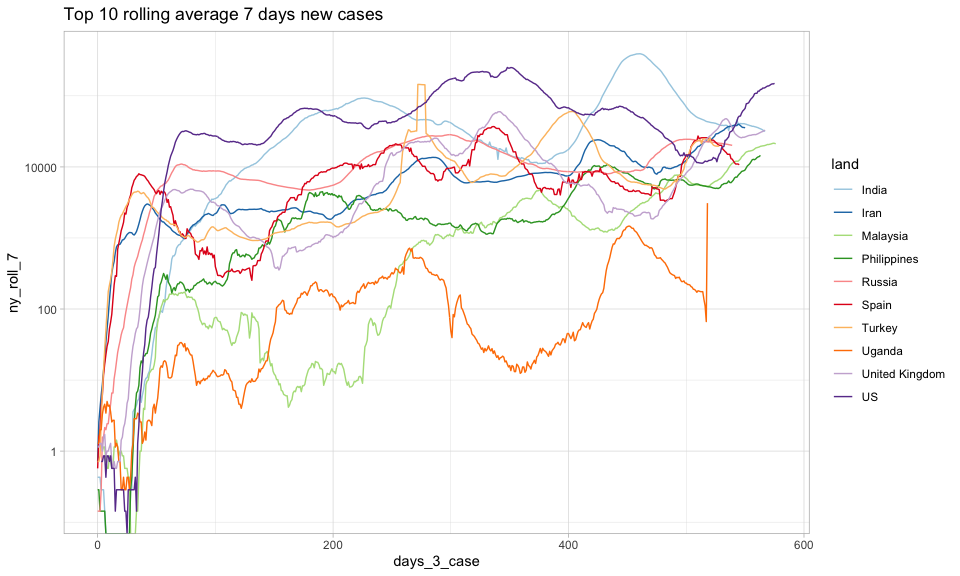 Top 10 rolling average 7 days new cases
ny_roll_7
10000
100
1
0
200
400
600
days_3_case
land
India
Iran
Malaysia
Philippines
Russia
Spain
Turkey
Uganda
United Kingdom
US